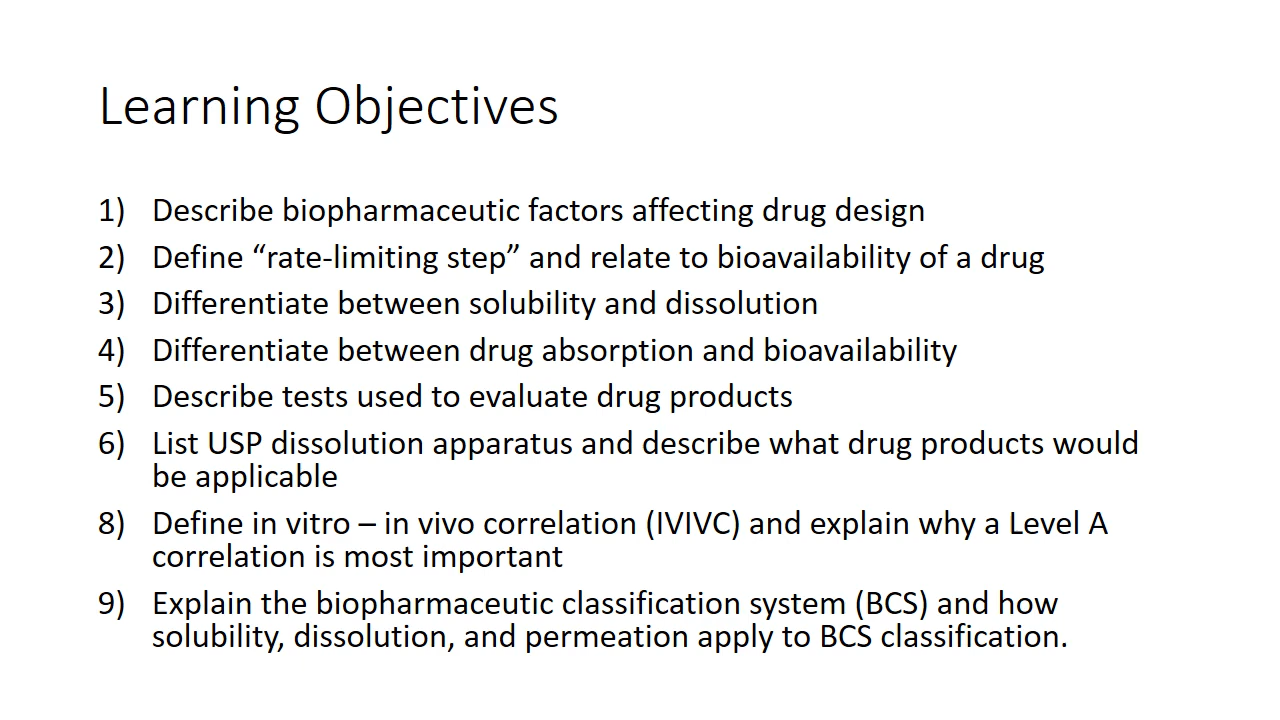 Learning Objectives
1) Describe biopharmaceutic factors affecting drug design
2) Define “rate-limiting step” and relate to bioavailability of a drug
3) Differentiate between solubility and dissolution
4) Differentiate between drug absorption and bioavailability
5) Describe tests used to evaluate drug products
6) List USP dissolution apparatus and describe what drug products would
be applicable
8) Define in vitro – in vivo correlation (IVIVC) and explain why a Level A
correlation is most important
9) Explain the biopharmaceutic classification system (BCS) and how
solubility, dissolution, and permeation apply to BCS classification.